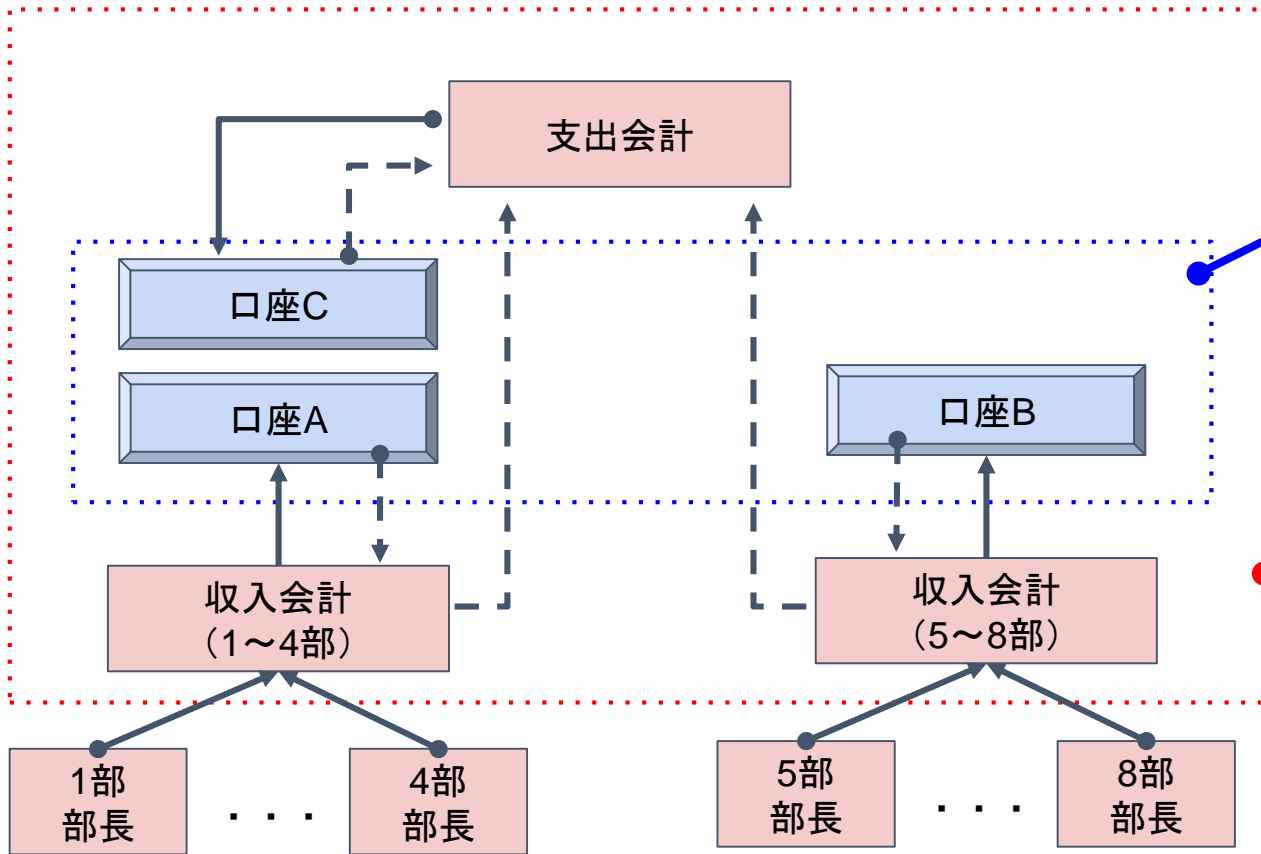 支出会計
口座C
口座A
口座B
収入会計
（1～4部）
収入会計
（5～8部）
1部
部長
・・・
4部
部長
5部
部長
・・・
8部
部長